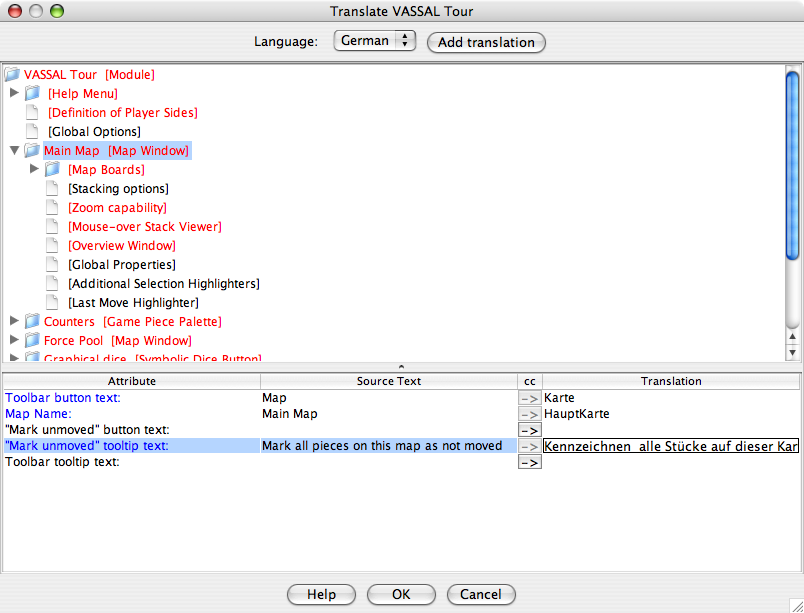 Translate VASSAL Tour
Language: German Add translation
VASSAL Tour [Module]
[Help Menu]
[Definition of Player Sides]
[Global Options]
Main Map [Map Window]
[Map Boards]
[Stacking options]
[Zoom capability]
[Mouse-over Stack Viewer]
[Overview Window]
[Global Properties]
[Additional Selection Highlighters]
[Last Move Highlighter]
Counters [Game Piece Palette]
Force Pool [Map Window]
Graphical dice [Symbolic Dice Button]
Attribute Source Text cc Translation
Toolbar button text: Map -> Karte
Map Name: Main Map -> HauptKarte
"Mark unmoved" button text: ->
"Mark unmoved" tooltip text: Mark all pieces on this map as not moved -> Kennzeichnen alle Stücke auf dieser Kar
Toolbar tooltip text: ->
Help OK Cancel